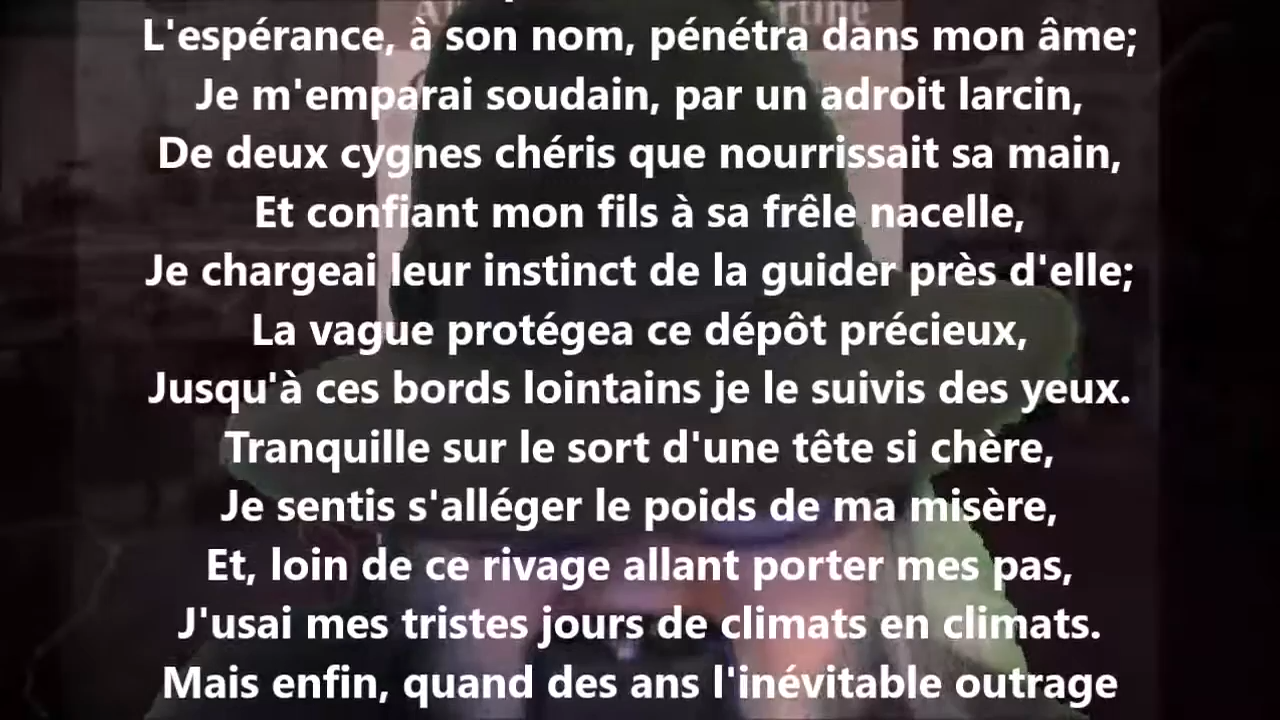 L'espérance, à son nom, pénétra dans mon âme;
Je m'emparai soudain, par un adroit larcin,
De deux cygnes chéris que nourrissait sa main,
Et confiant mon fils à sa frêle nacelle,
Je chargeai leur instinct de la guider près d'elle;
La vague protégea ce dépôt précieux,
Jusqu'à ces bords lointains je le suivis des yeux.
Tranquille sur le sort d'une tête si chère,
Je sentis s'alléger le poids de ma misère,
Et, loin de ce rivage allant porter mes pas,
J'usai mes tristes jours de climats en climats.
Mais enfin, quand des ans l'inévitable outrage